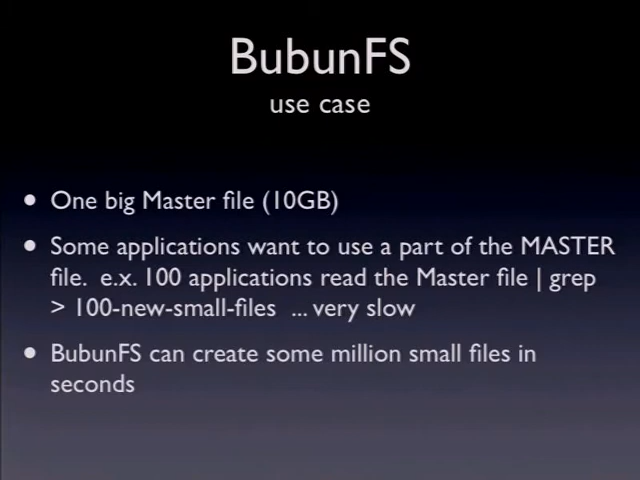 BubunFS
use case
• One big Master file (10GB)
• Some applications want to use a part of the MASTER
file. e.x. 100 applications read the Master file | grep
> 100-new-small-files ... very slow
• BubunFS can create some million small files in
seconds